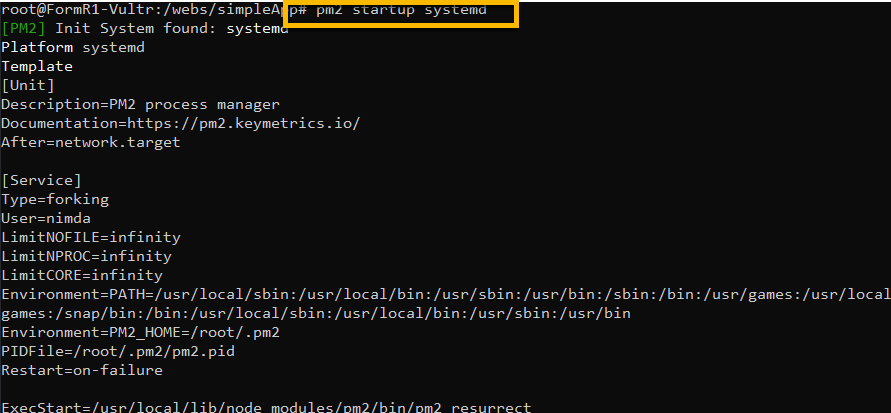 root@FormR1-Vultr:/webs/simpleApp# pm2 startup systemd
[PM2] Init System found: systemd
Platform systemd
Template
[Unit]
Description=PM2 process manager
Documentation=https://pm2.keymetrics.io/
After=network.target
[Service]
Type=forking
User=nimda
LimitNOFILE=infinity
LimitNPROC=infinity
LimitCORE=infinity
Environment=PATH=/usr/local/sbin:/usr/local/bin:/usr/sbin:/usr/bin:/sbin:/bin:/usr/games:/usr/local
games:/snap/bin:/bin:/usr/local/sbin:/usr/local/bin:/usr/sbin:/usr/bin
Environment=PM2_HOME=/root/.pm2
PIDFile=/root/.pm2/pm2.pid
Restart=on-failure
ExecStart=/usr/local/lib/node_modules/pm2/bin/pm2 resurrect